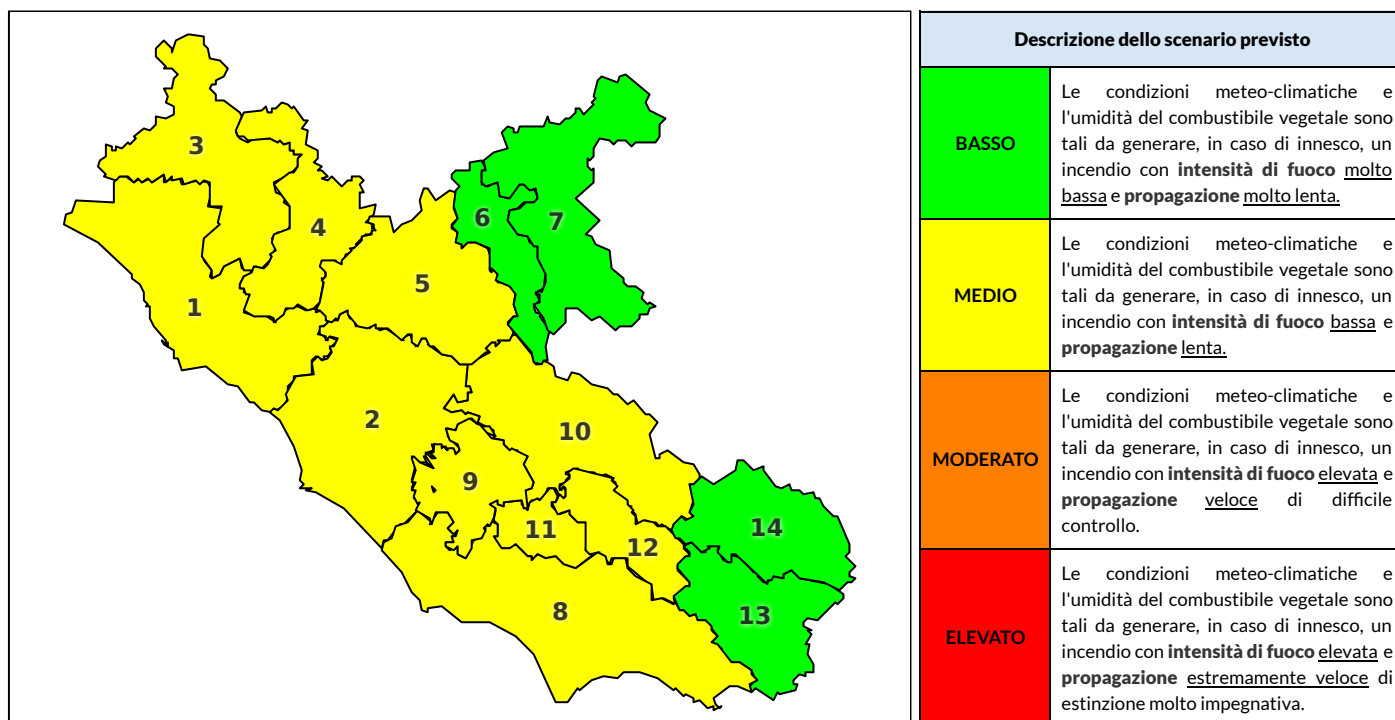 3
4
6
7
5
1
2
10
9
14
11
12
8
13
Descrizione dello scenario previsto
BASSO
Le condizioni meteo-climatiche e
l'umidità del combustibile vegetale sono
tali da generare, in caso di innesco, un
incendio con intensità di fuoco molto
bassa e propagazione molto lenta.
MEDIO
Le condizioni meteo-climatiche e
l'umidità del combustibile vegetale sono
tali da generare, in caso di innesco, un
incendio con intensità di fuoco bassa e
propagazione lenta.
MODERATO
Le condizioni meteo-climatiche e
l'umidità del combustibile vegetale sono
tali da generare, in caso di innesco, un
incendio con intensità di fuoco elevata e
propagazione veloce di difficile
controllo.
ELEVATO
Le condizioni meteo-climatiche e
l'umidità del combustibile vegetale sono
tali da generare, in caso di innesco, un
incendio con intensità di fuoco elevata e
propagazione estremamente veloce di
estinzione molto impegnativa.